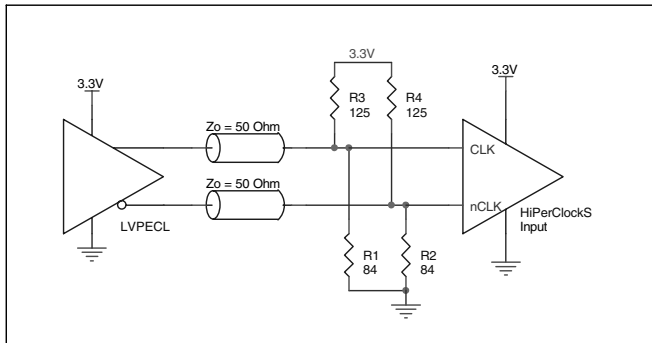 3.3V
3.3V
3.3V
R3
125
R4
125
Zo = 50 Ohm
CLK
Zo = 50 Ohm
nCLK
LVPECL
HiPerClockS
Input
R1
84
R2
84